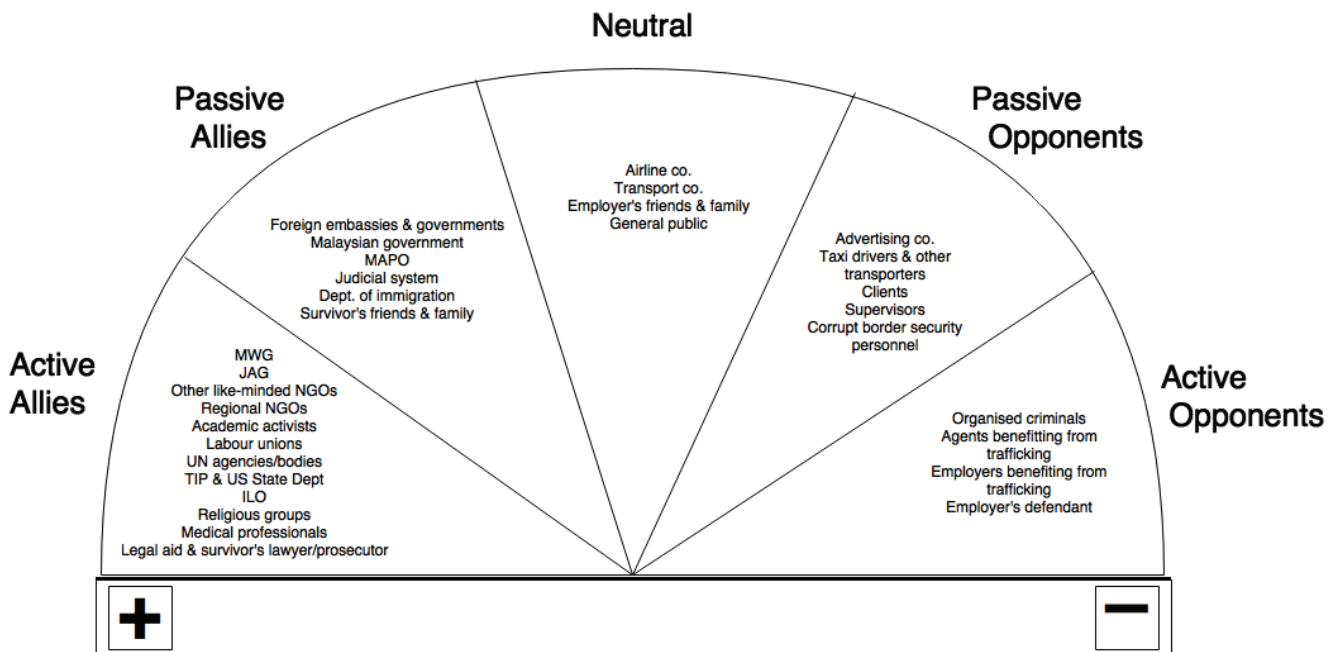 Neutral
Passive
Allies
Passive
Opponents
Airline co.
Transport co.
Employer's friends & family
General public
Foreign embassies & governments
Malaysian government
MAPO
Judicial system
Dept. of immigration
Survivor's friends & family
Advertising co.
Taxi drivers & other
transporters
Clients
Supervisors
Corrupt border security
personnel
Active
Allies
MWG
JAG
Other like-minded NGOs
Regional NGOs
Academic activists
Labour unions
UN agencies/bodies
TIP & US State Dept
ILO
Religious groups
Medical professionals
Legal aid & survivor's lawyer/prosecutor
Active
Opponents
Organised criminals
Agents benefitting from
trafficking
Employers benefiting from
trafficking
Employer's defendant
+
−